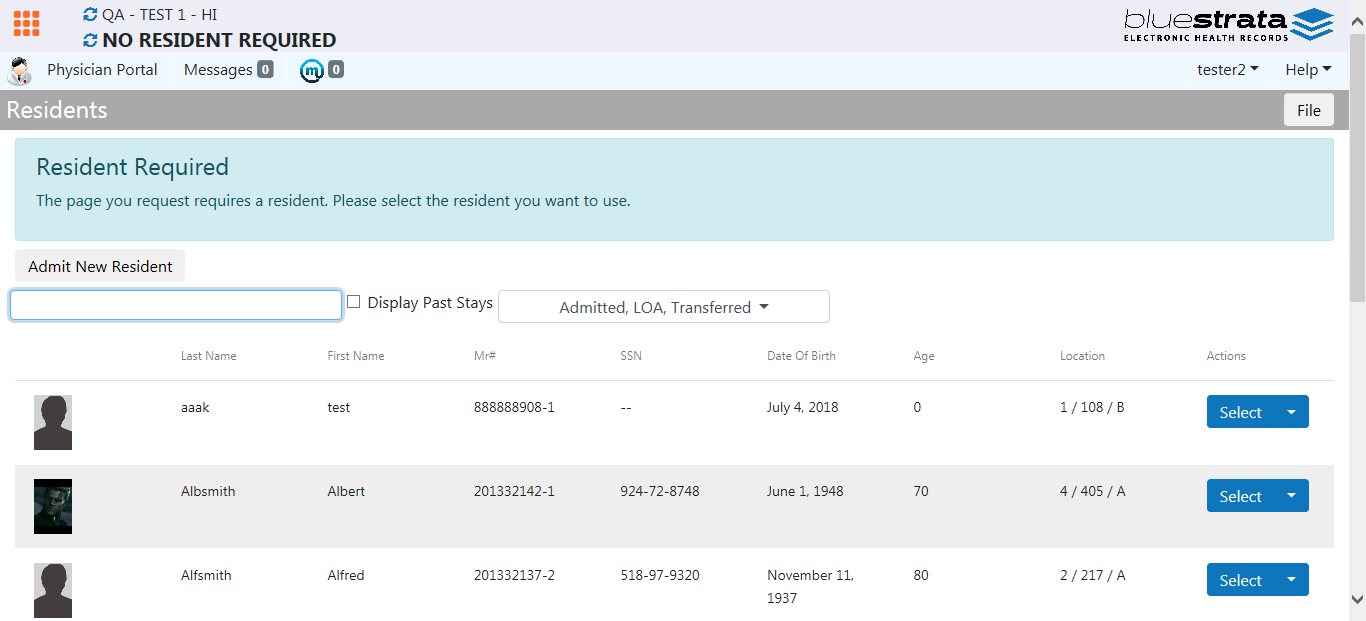 QA - TEST 1 - HI
NO RESIDENT REQUIRED
bluestrata
ELECTRONIC HEALTH RECORDS
Physician Portal Messages 0 m 0 tester2 Help
Residents File
Resident Required
The page you request requires a resident. Please select the resident you want to use.
Admit New Resident
Display Past Stays Admitted, LOA, Transferred
Last Name First Name Mr# SSN Date Of Birth Age Location Actions
aaak test 888888908-1 -- July 4, 2018 0 1 / 108 / B Select
Albsmith Albert 201332142-1 924-72-8748 June 1, 1948 70 4 / 405 / A Select
Alfsmith Alfred 201332137-2 518-97-9320 November 11, 80 2 / 217 / A Select
1937